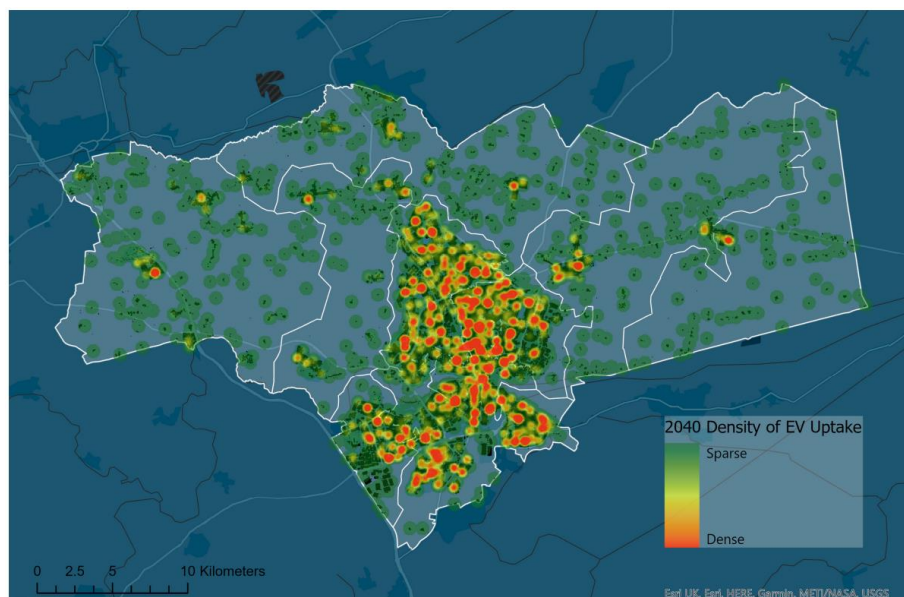 2040 Density of EV Uptake
Sparse
Dense
0 2.5 5 10 Kilometers
Esri UK, Esri, HERE, Garmin, METI/NASA, USGS